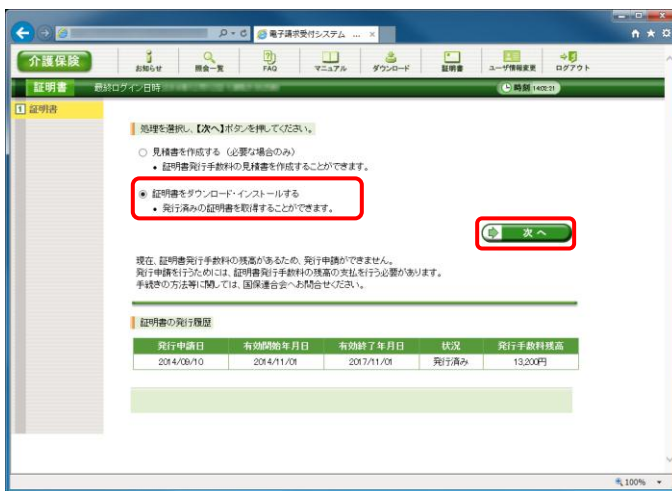 電子請求受付システム ...
介護保険
お知らせ
照会一覧
FAQ
マニュアル
ダウンロード
証明書
ユーザ情報変更
ログアウト
証明書
最終ログイン日時
時刻 14:02:21
1 証明書
処理を選択し、【次へ】ボタンを押してください。
見積書を作成する (必要な場合のみ)
• 証明書発行手数料の見積書を作成することができます。
証明書をダウンロード・インストールする
• 発行済みの証明書を取得することができます。
次へ
現在、証明書発行手数料の残高があるため、発行申請ができません。
発行申請を行うためには、証明書発行手数料の残高の支払を行う必要があります。
手続きの方法等に関しては、国保連合会へお問合せください。
証明書の発行履歴
発行申請日 有効開始年月日 有効終了年月日 状況 発行手数料残高
2014/09/10 2014/11/01 2017/11/01 発行済み 13,200円
100%